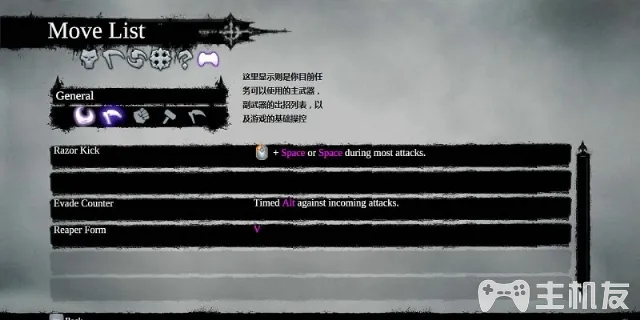 Move List
这里显示则是你目前任
务可以使用的主武器，
副武器的出招列表，以
及游戏的基础操控
General
Razor Kick
+ Space or Space during most attacks.
Evade Counter
Timed Alt against incoming attacks.
Reaper Form
V
主机友
Back